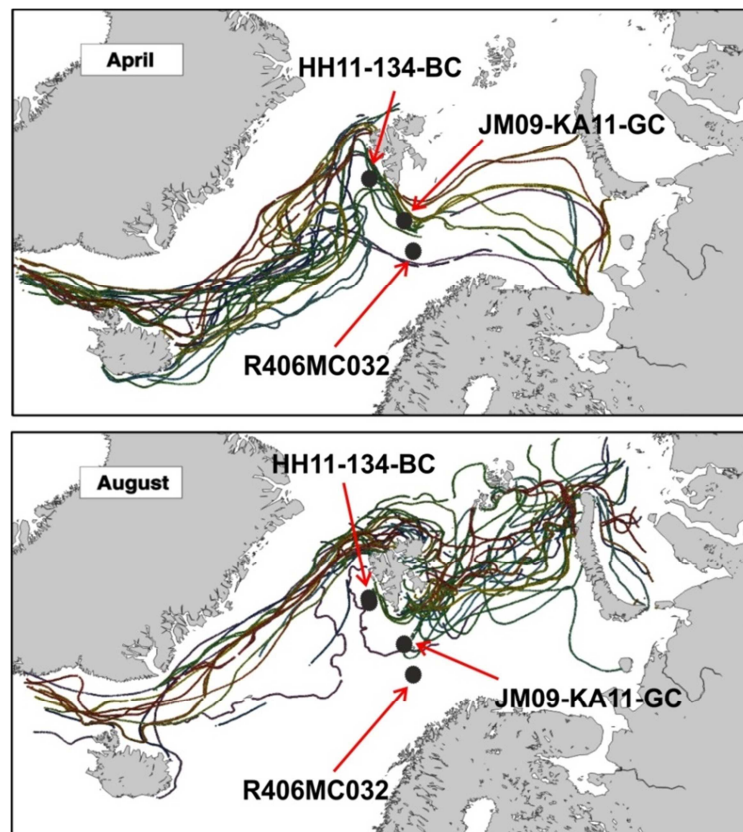 April
HH11-134-BC
JM09-KA11-GC
R406MC032
HH11-134-BC
August
JM09-KA11-GC
R406MC032